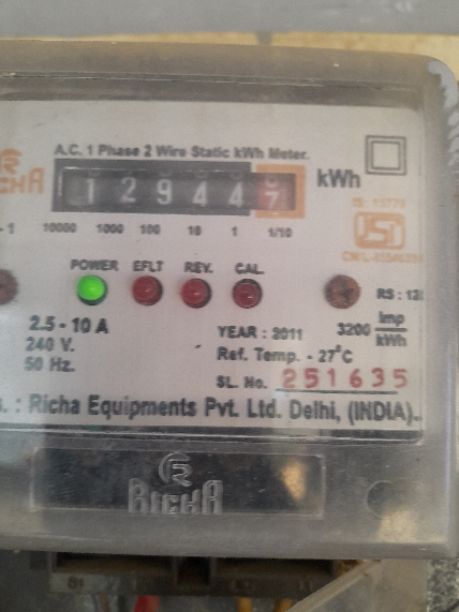 A.C. 1 Phase 2 Wire Static kWh Meter.
RICHA
1 2 9 4 4 7
kWh
10000 1000 100 10 1 1/10
POWER EFLT REV. CAL.
2.5 - 10 A
240 V.
50 Hz.
YEAR : 2011
3200 Imp/kWh
Ref. Temp. - 27°C
SL. No. 251635
: Richa Equipments Pvt. Ltd. Delhi, (INDIA).
RICHA